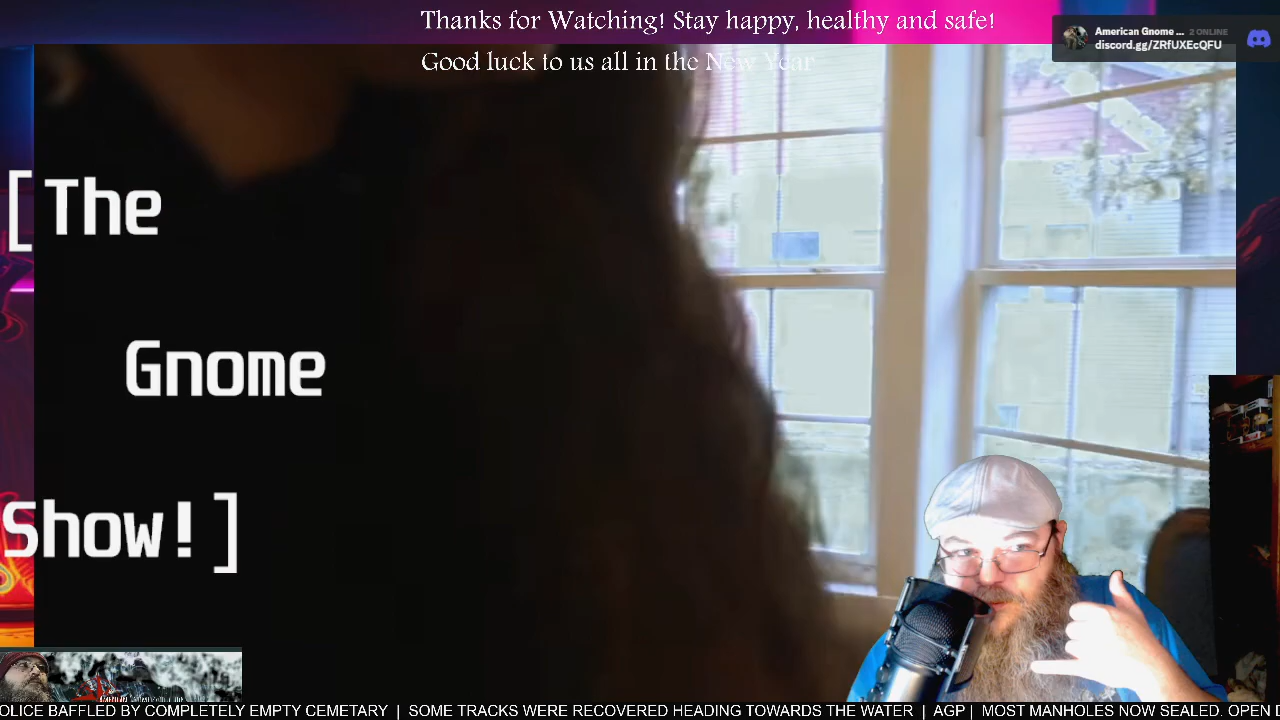 Thanks for Watching! Stay happy, healthy and safe!
Good luck to us all in the New Year
American Gnome ... 2 ONLINE
discord.gg/ZRfUXEcQFU
[The
Gnome
Show!]
OLICE BAFFLED BY COMPLETELY EMPTY CEMETARY | SOME TRACKS WERE RECOVERED HEADING TOWARDS THE WATER | AGP | MOST MANHOLES NOW SEALED. OPEN